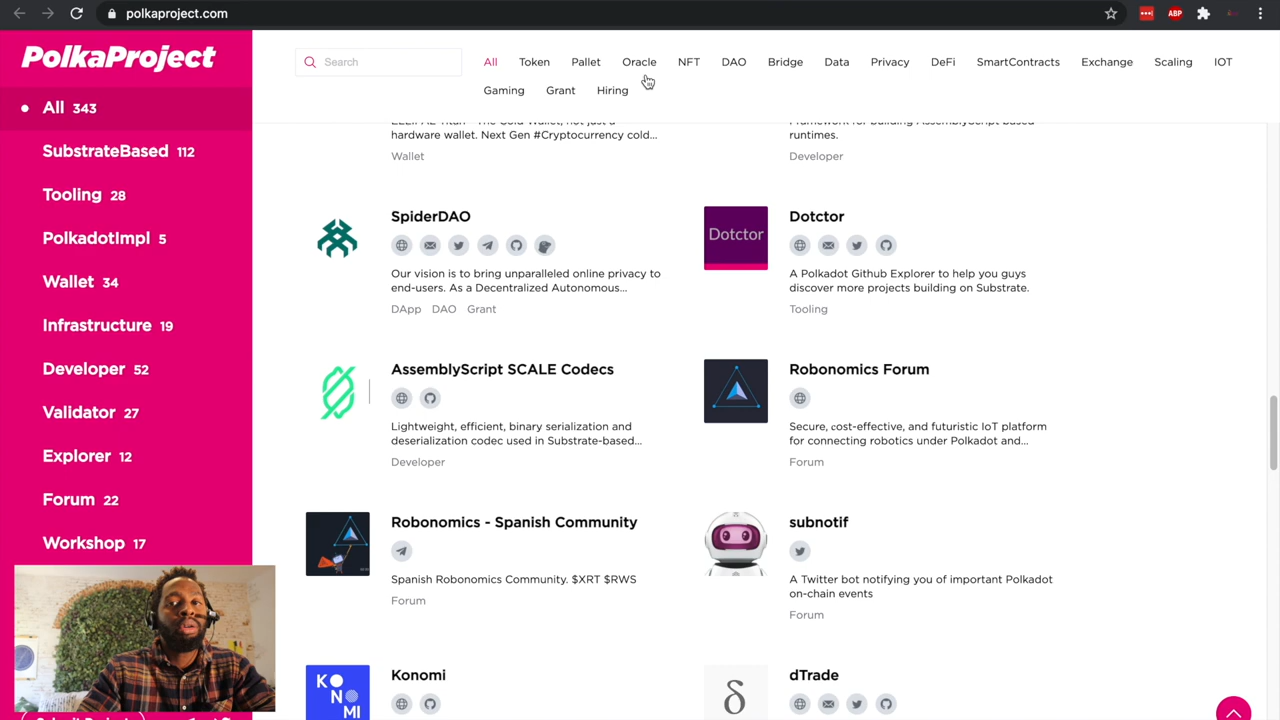 polkaproject.com
ABP
PolkaProject
Search
All Token Pallet Oracle NFT DAO Bridge Data Privacy DeFi SmartContracts Exchange Scaling IOT
Gaming Grant Hiring
All 343
SubstrateBased 112
Tooling 28
PolkadotImpl 5
Wallet 34
Infrastructure 19
Developer 52
Validator 27
Explorer 12
Forum 22
Workshop 17
hardware wallet. Next Gen #Cryptocurrency cold...
Wallet
runtimes.
Developer
SpiderDAO
Our vision is to bring unparalleled online privacy to
end-users. As a Decentralized Autonomous...
DApp DAO Grant
Dotctor
Dotctor
A Polkadot Github Explorer to help you guys
discover more projects building on Substrate.
Tooling
AssemblyScript SCALE Codecs
Lightweight, efficient, binary serialization and
deserialization codec used in Substrate-based...
Developer
Robonomics Forum
Secure, cost-effective, and futuristic IoT platform
for connecting robotics under Polkadot and...
Forum
Robonomics - Spanish Community
Spanish Robonomics Community. $XRT $RWS
Forum
subnotif
A Twitter bot notifying you of important Polkadot
on-chain events
Forum
KONOMI
Konomi
δ
dTrade